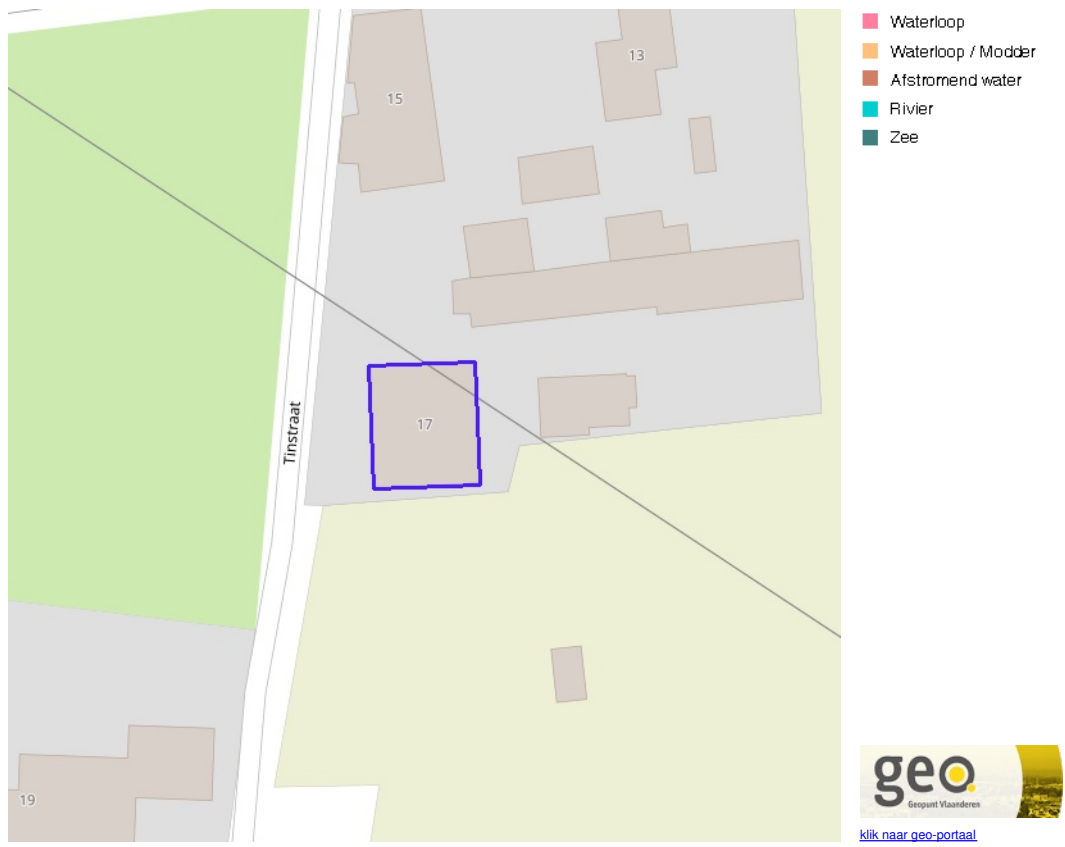 15
13
17
Tinstraat
19
Waterloop
Waterloop / Modder
Afstromend water
Rivier
Zee
geo
Geopunt Vlaanderen
klik naar geo-portaal